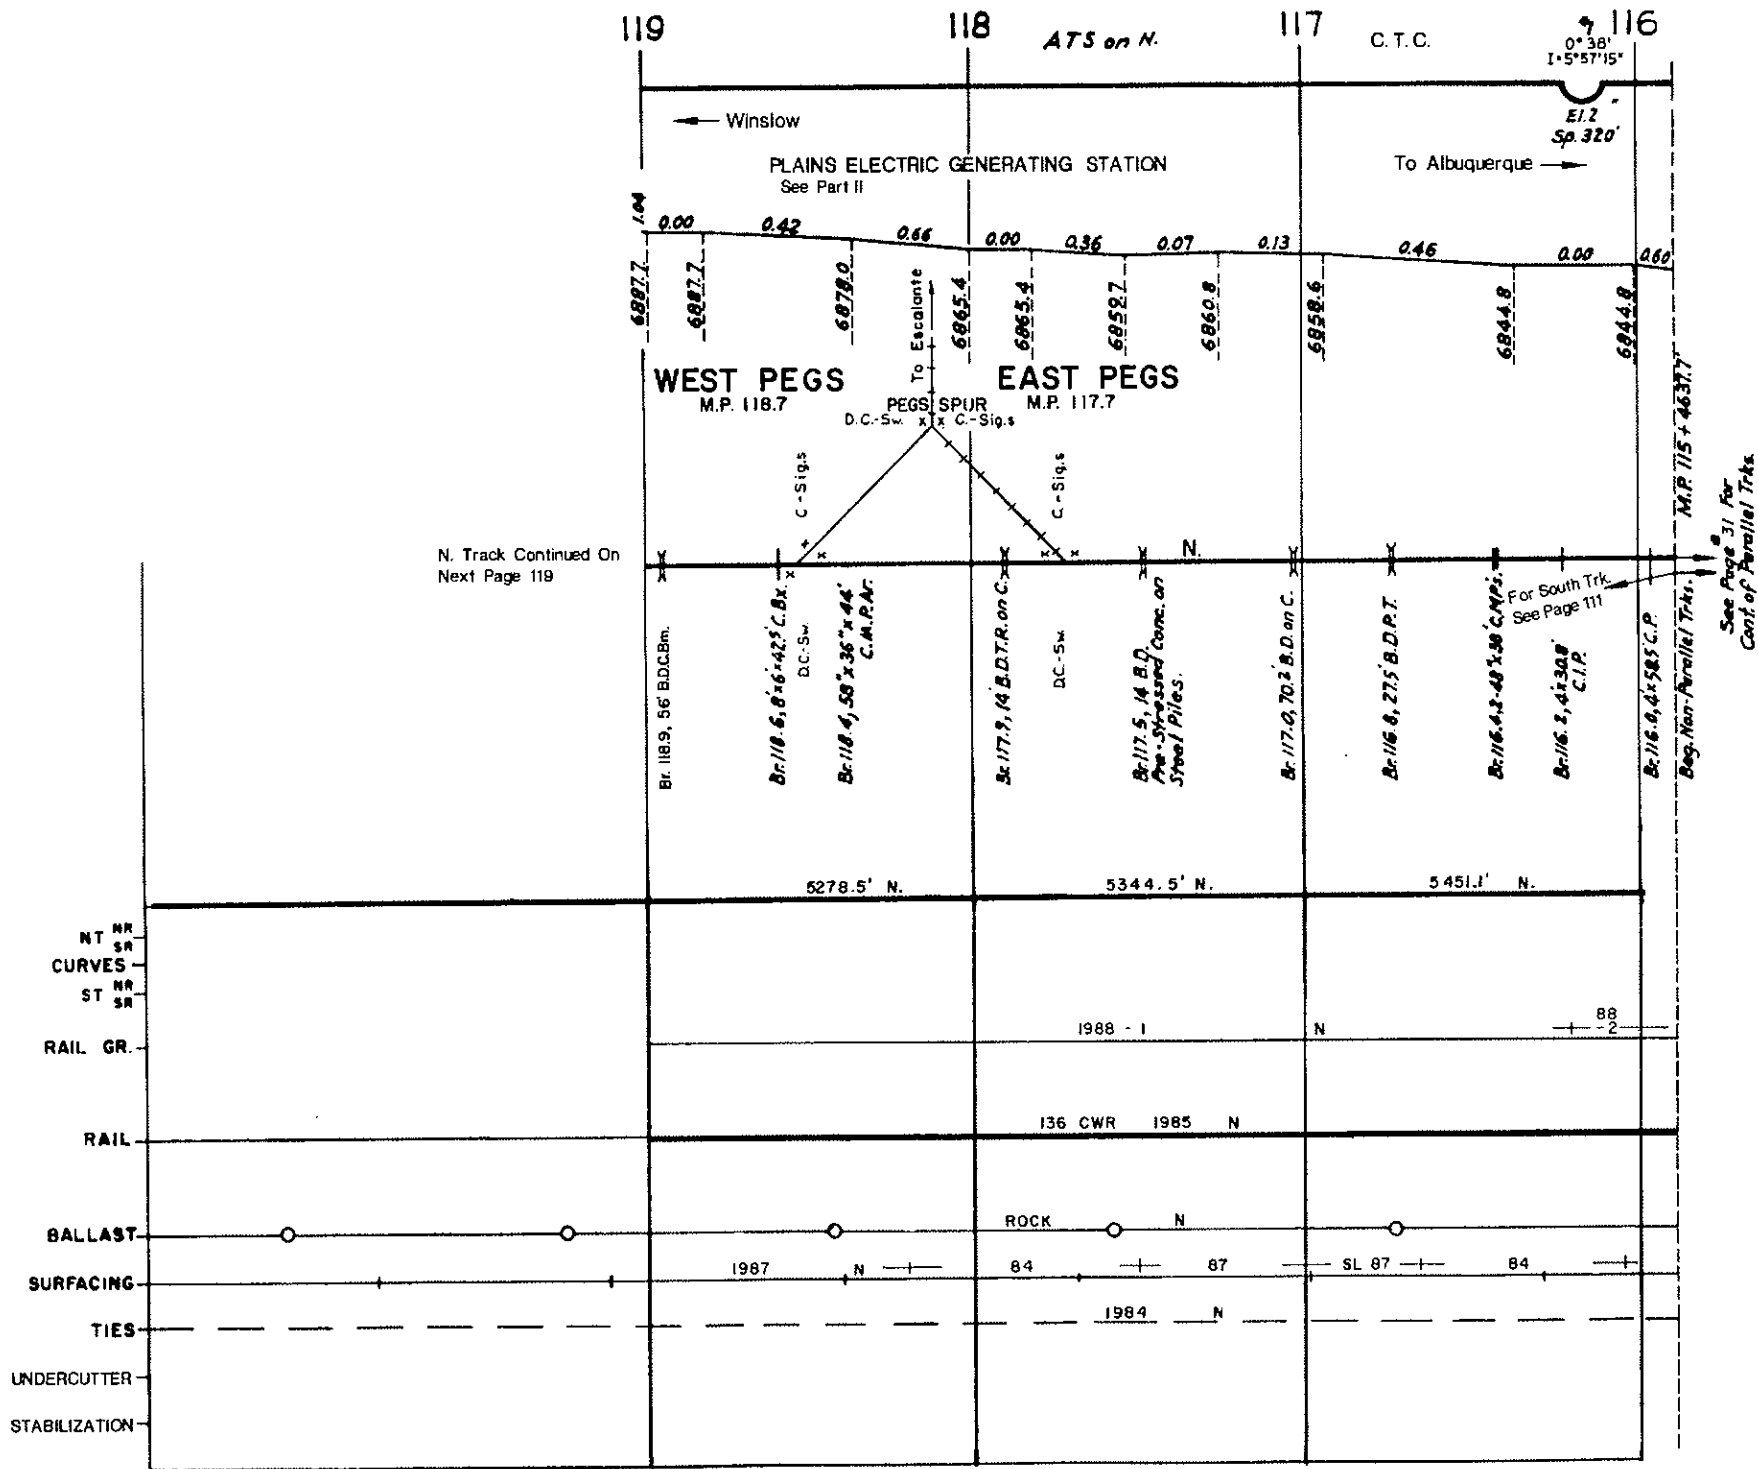 119
118
ATS on N.
117
C.T.C.
116
0°38'
I=5°57'15"
Winslow
El.2"
Sp.320'
PLAINS ELECTRIC GENERATING STATION
See Part II
To Albuquerque
1.04
0.00
0.42
0.66
0.00
0.36
0.07
0.13
0.46
0.00
0.60
6887.7
6887.7
6878.0
6865.4
6865.4
6859.7
6860.8
6858.6
6844.8
6844.8
To Escalante
WEST PEGS
M.P. 118.7
EAST PEGS
M.P. 117.7
PEGS SPUR
D.C.-Sw. x x C.-Sig.s
C.-Sig.s
C.-Sig.s
N. Track Continued On
Next Page 119
N.
M.P. 115 + 4637.7'
See Page 31 For
Cont. of Parallel Trks.
For South Trk.
See Page 111
Beg. Non-Parallel Trks.
Br. 118.9, 56' B.D.C.Bm.
Br.118.6, 8'x6'x42.5' C.Bx.
D.C.-Sw.
Br.118.4, 58"x36"x44'
C.M.P.Ar.
Br.177.9, 14' B.D.T.R. on C.
D.C.-Sw.
Br.117.5, 14' B.D.
Pre-Stressed Conc. on
Steel Piles.
Br.117.0, 70.2' B.D. on C.
Br.116.8, 27.5' B.D.P.T.
Br.116.4, 2-48"x38' C.M.P.'s.
Br.116.2, 4'x30.8'
C.I.P.
Br.116.0, 4'x58.5' C.P.
5278.5' N.
5344.5' N.
5451.1' N.
NT NR
SR
CURVES
ST NR
SR
RAIL GR.
1988 - 1
N
88
-2
RAIL
136 CWR 1985 N
BALLAST
ROCK
N
SURFACING
1987
N
84
87
SL 87
84
TIES
1984
N
UNDERCUTTER
STABILIZATION